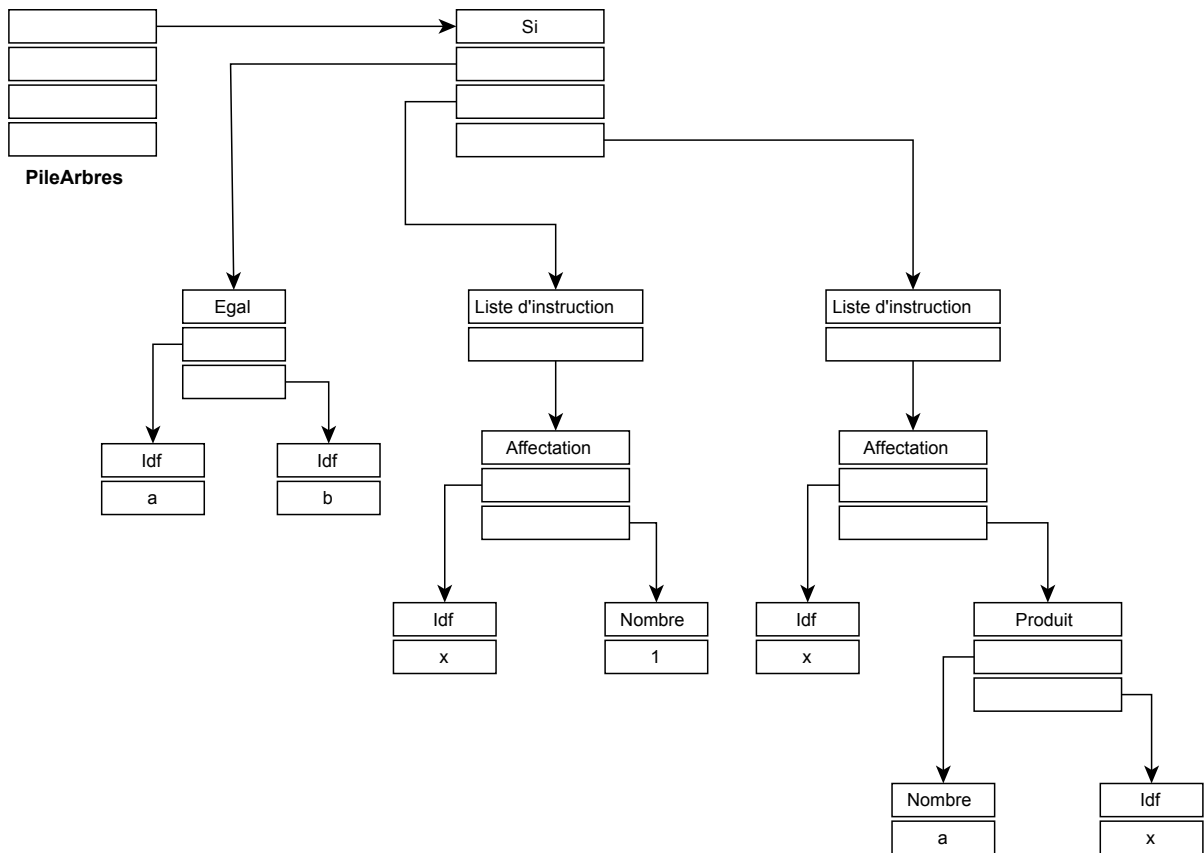 Si
PileArbres
Egal
Liste d'instruction
Liste d'instruction
Idf
a
Idf
b
Affectation
Affectation
Idf
x
Nombre
1
Idf
x
Produit
Nombre
a
Idf
x